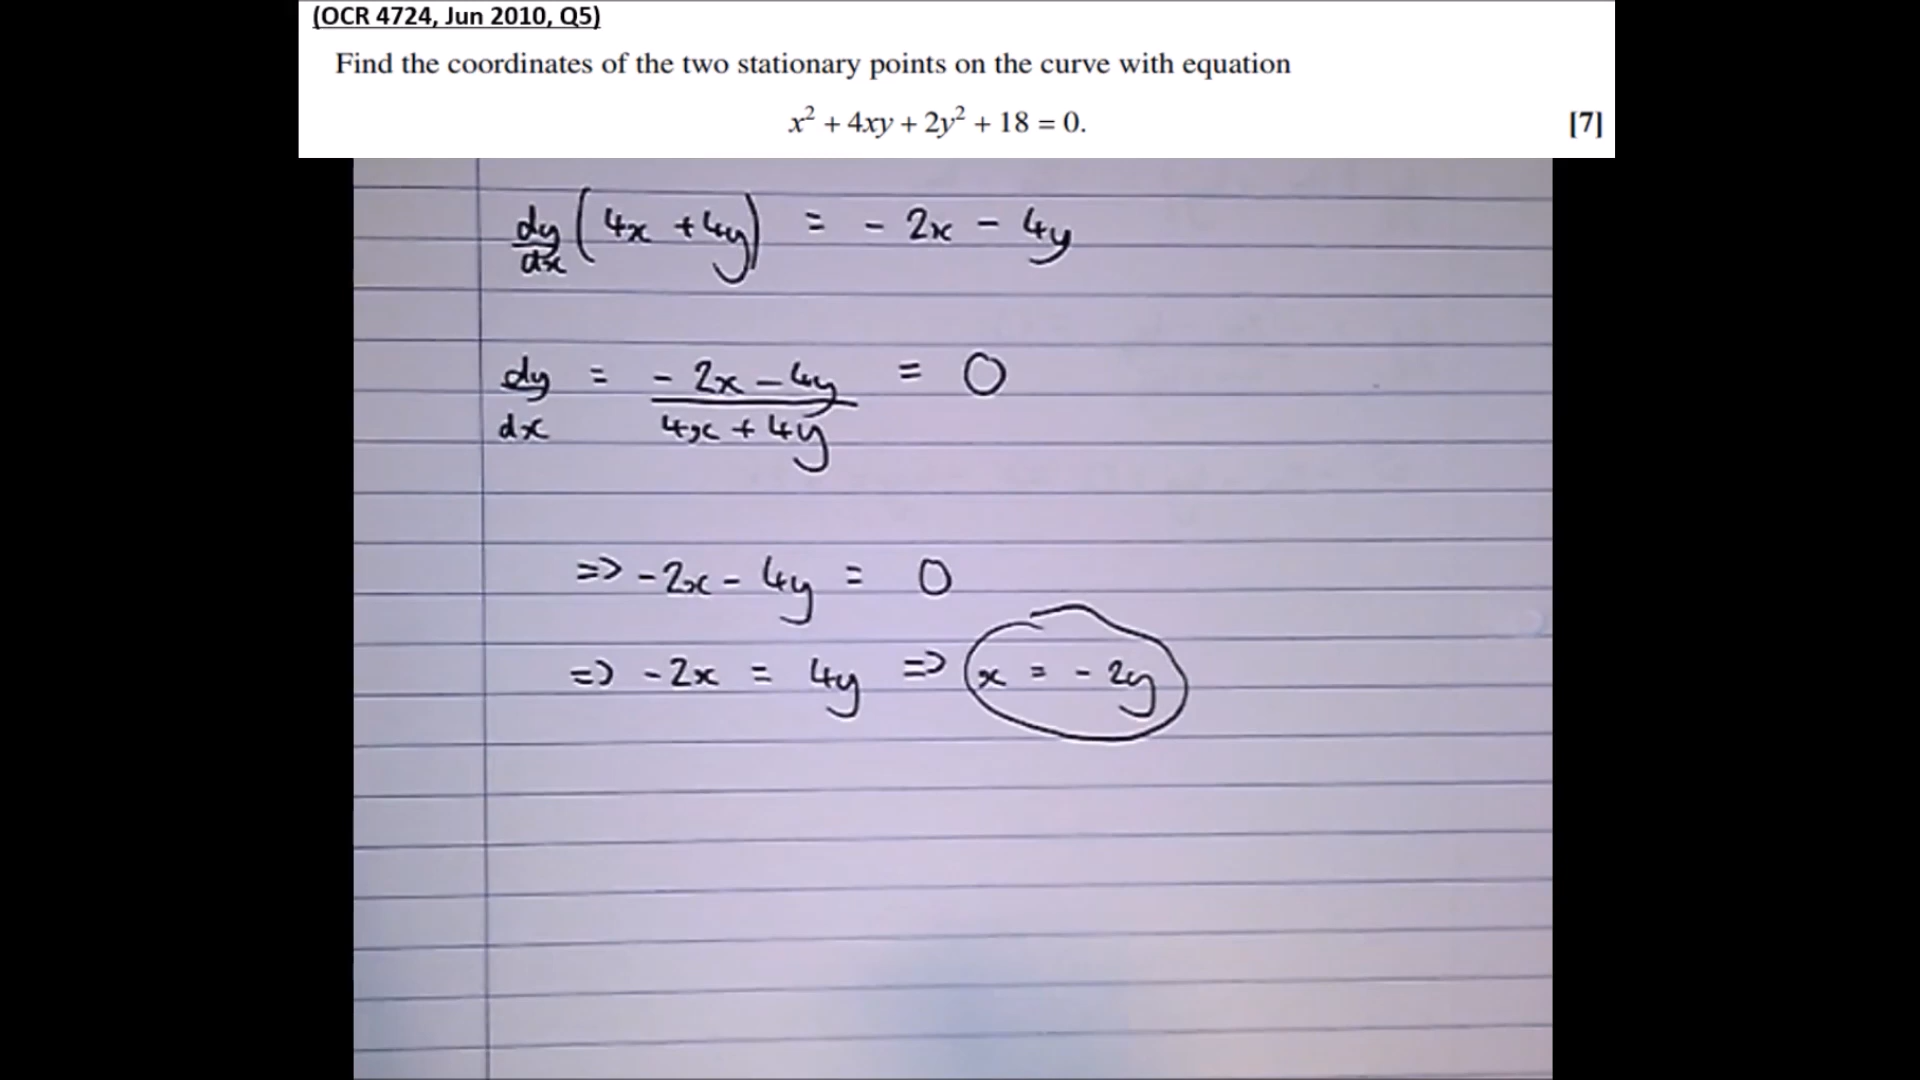 (OCR 4724, Jun 2010, Q5)
Find the coordinates of the two stationary points on the curve with equation
x² + 4xy + 2y² + 18 = 0. [7]
dy/dx (4x + 4y) = - 2x - 4y
dy/dx = (- 2x - 4y)/(4x + 4y) = 0
=> - 2x - 4y = 0
=> - 2x = 4y => x = - 2y